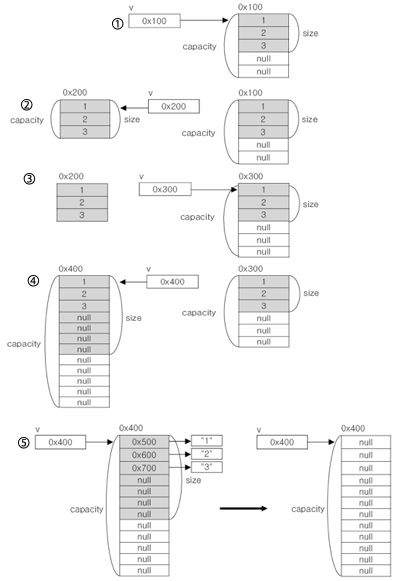 ①
v
0x100
0x100
capacity
1
2
3
null
null
size
②
0x200
capacity
1
2
3
size
v
0x200
0x100
capacity
1
2
3
null
null
size
③
0x200
1
2
3
v
0x300
0x300
capacity
1
2
3
null
null
null
size
④
0x400
capacity
1
2
3
null
null
null
null
null
null
null
null
null
size
v
0x400
0x300
capacity
1
2
3
null
null
null
size
⑤
v
0x400
0x400
capacity
0x500
0x600
0x700
null
null
null
null
null
null
null
null
null
"1"
"2"
"3"
size
v
0x400
0x400
capacity
null
null
null
null
null
null
null
null
null
null
null
null